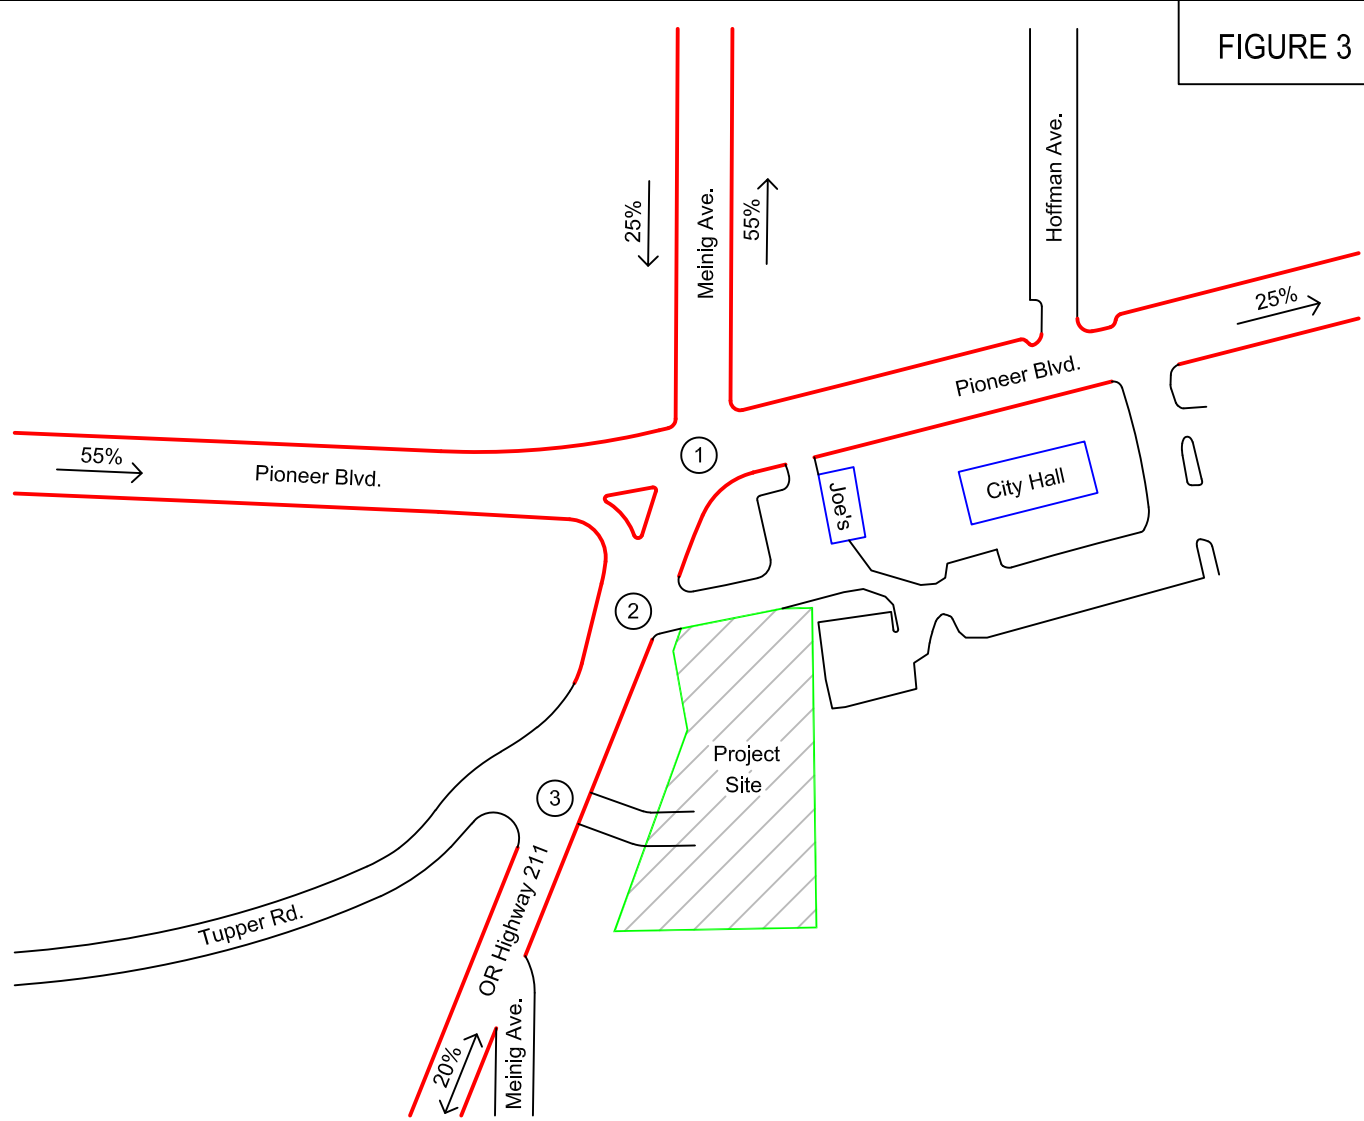 FIGURE 3
Hoffman Ave.
25%
Meinig Ave.
55%
25%
Pioneer Blvd.
55%
Pioneer Blvd.
1
Joe's
City Hall
2
Project
Site
3
OR Highway 211
Tupper Rd.
20%
Meinig Ave.